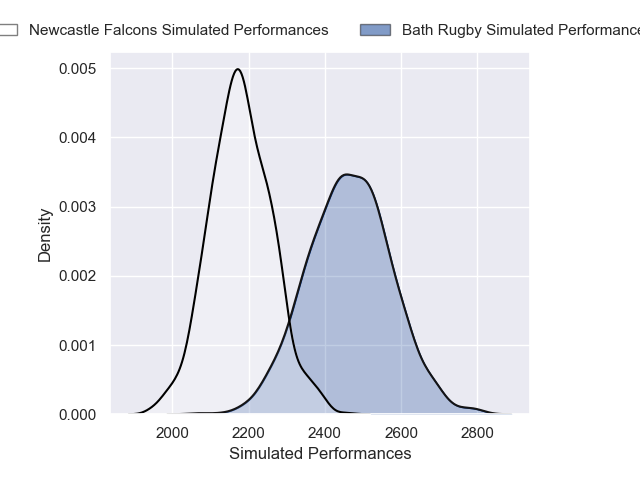 Newcastle Falcons Simulated Performances Bath Rugby Simulated Performance
0.005
0.004
0.003
0.002
0.001
0.000
Density
2000 2200 2400 2600 2800
Simulated Performances